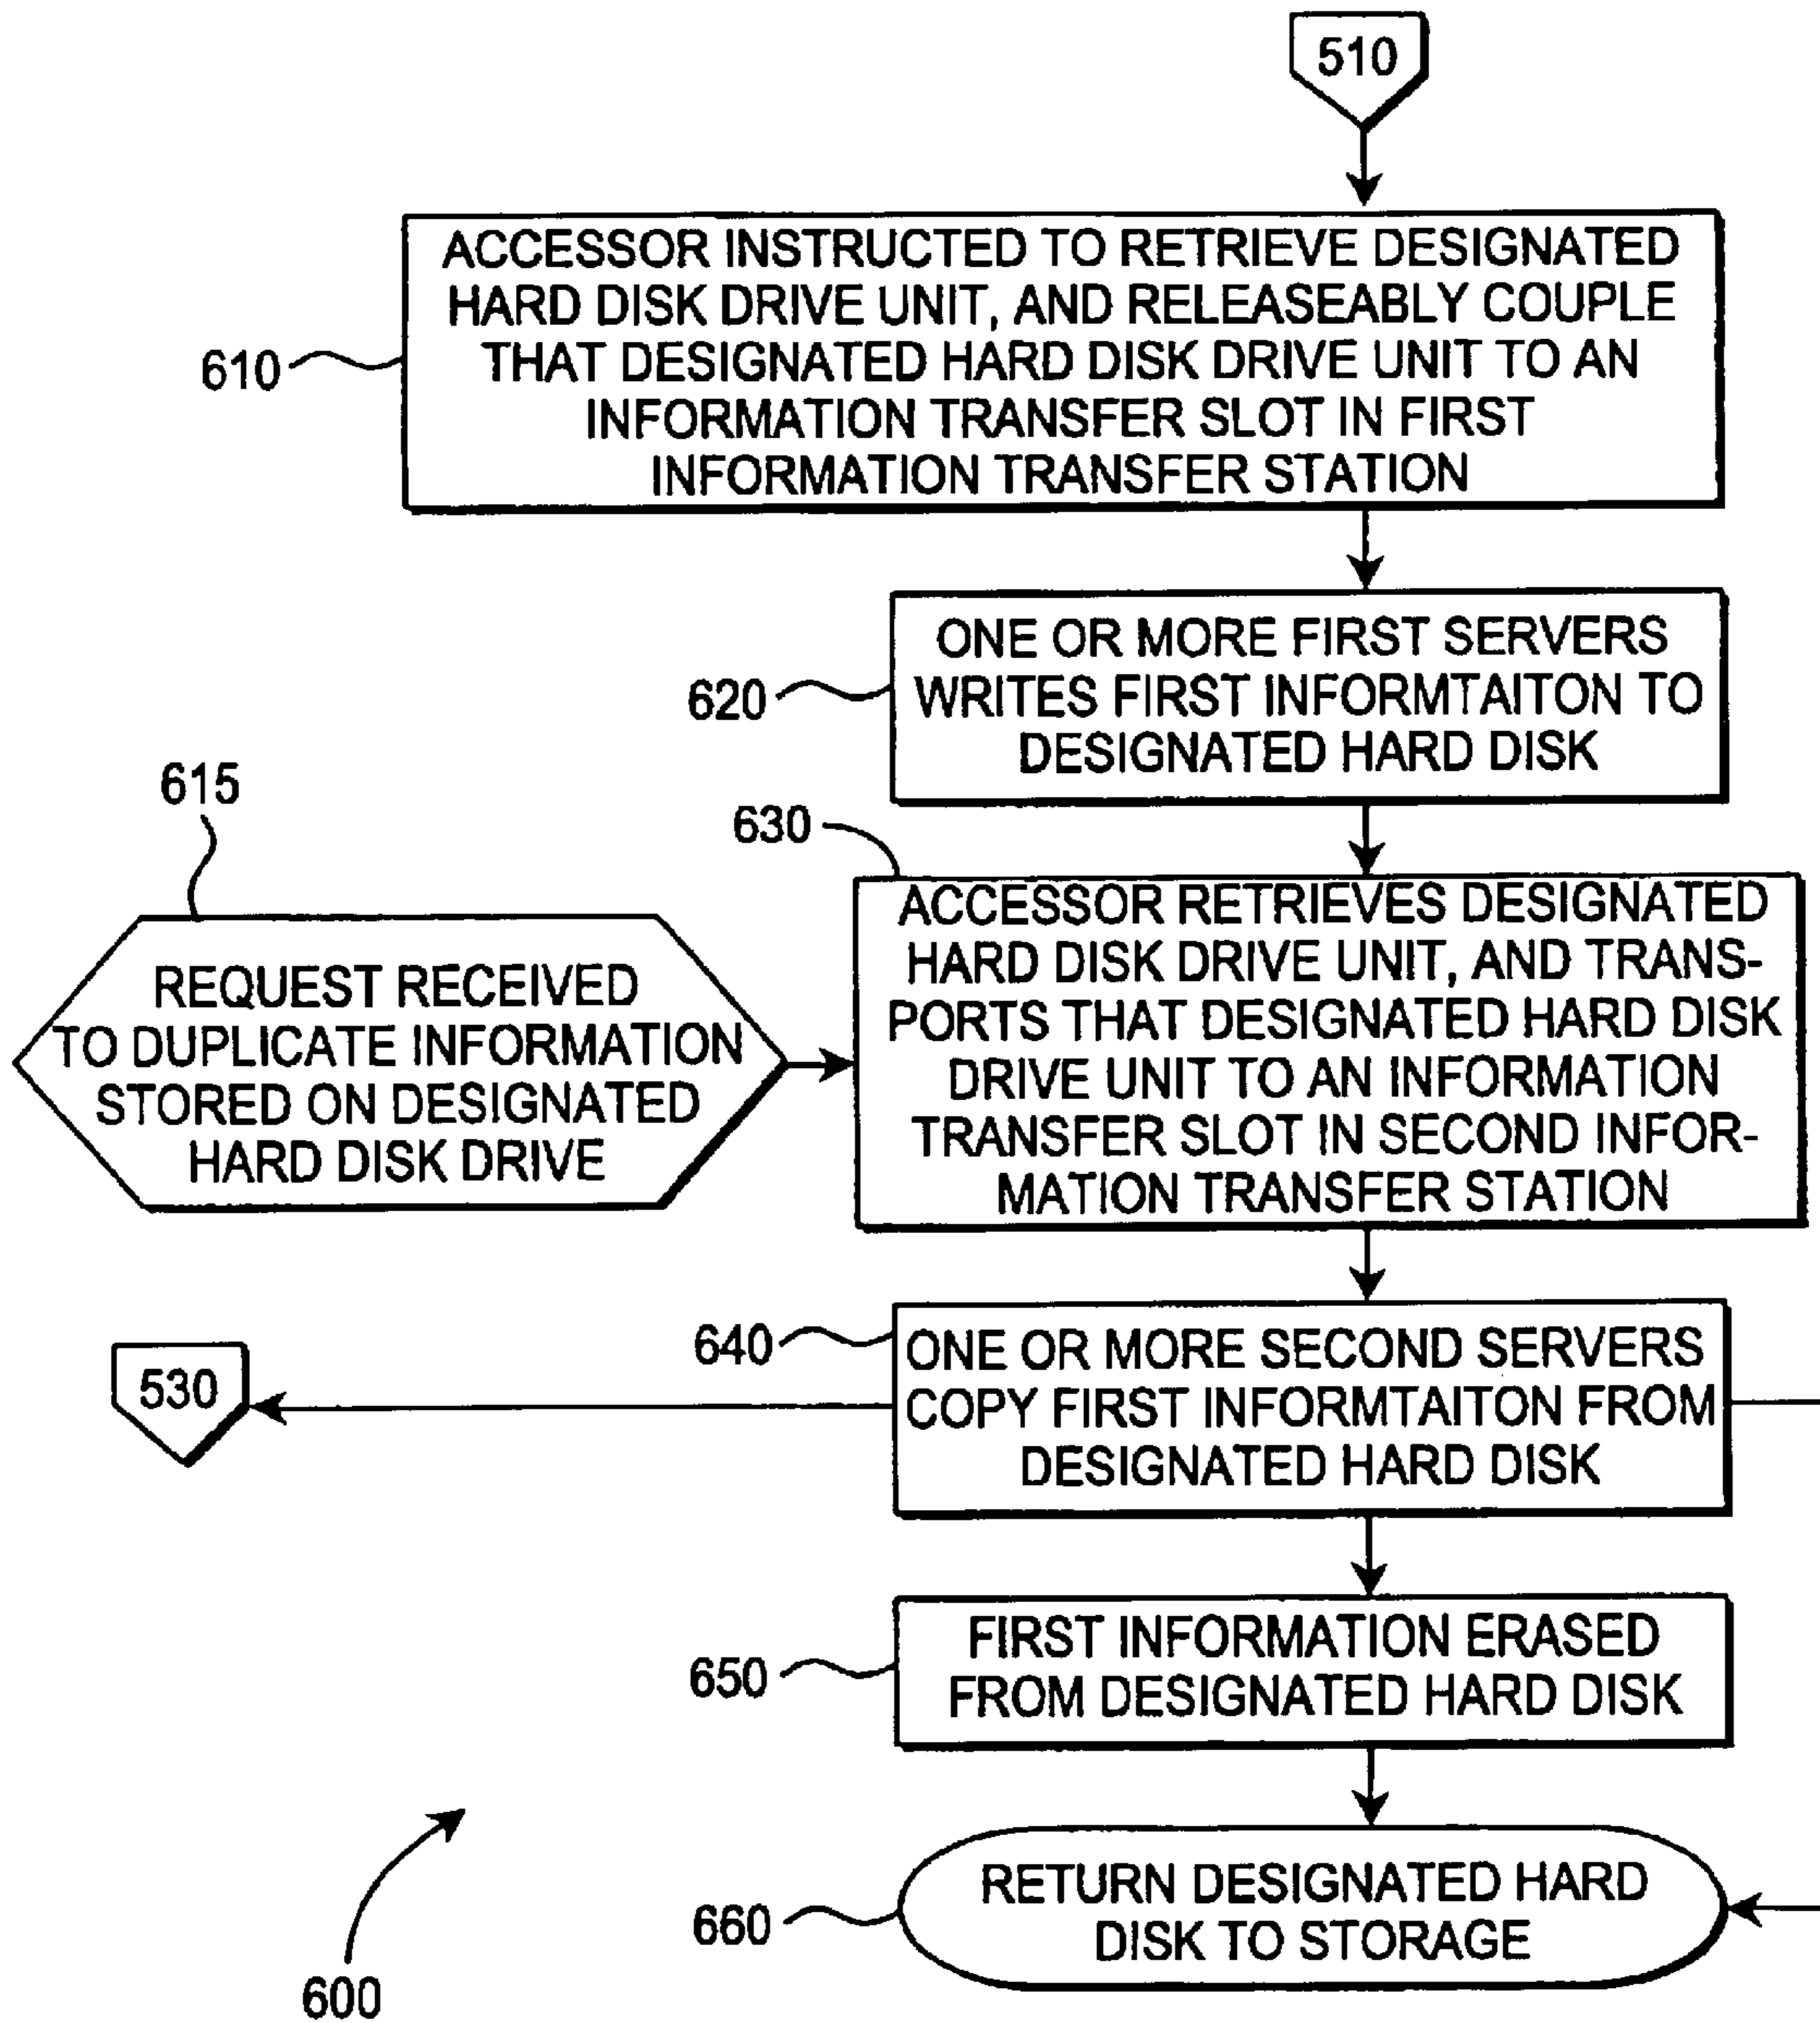 510
ACCESSOR INSTRUCTED TO RETRIEVE DESIGNATED
HARD DISK DRIVE UNIT, AND RELEASEABLY COUPLE
THAT DESIGNATED HARD DISK DRIVE UNIT TO AN
INFORMATION TRANSFER SLOT IN FIRST
INFORMATION TRANSFER STATION
610
ONE OR MORE FIRST SERVERS
WRITES FIRST INFORMTAITON TO
DESIGNATED HARD DISK
620
615
REQUEST RECEIVED
TO DUPLICATE INFORMATION
STORED ON DESIGNATED
HARD DISK DRIVE
630
ACCESSOR RETRIEVES DESIGNATED
HARD DISK DRIVE UNIT, AND TRANS-
PORTS THAT DESIGNATED HARD DISK
DRIVE UNIT TO AN INFORMATION
TRANSFER SLOT IN SECOND INFOR-
MATION TRANSFER STATION
640
ONE OR MORE SECOND SERVERS
COPY FIRST INFORMTAITON FROM
DESIGNATED HARD DISK
530
650
FIRST INFORMATION ERASED
FROM DESIGNATED HARD DISK
660
RETURN DESIGNATED HARD
DISK TO STORAGE
600